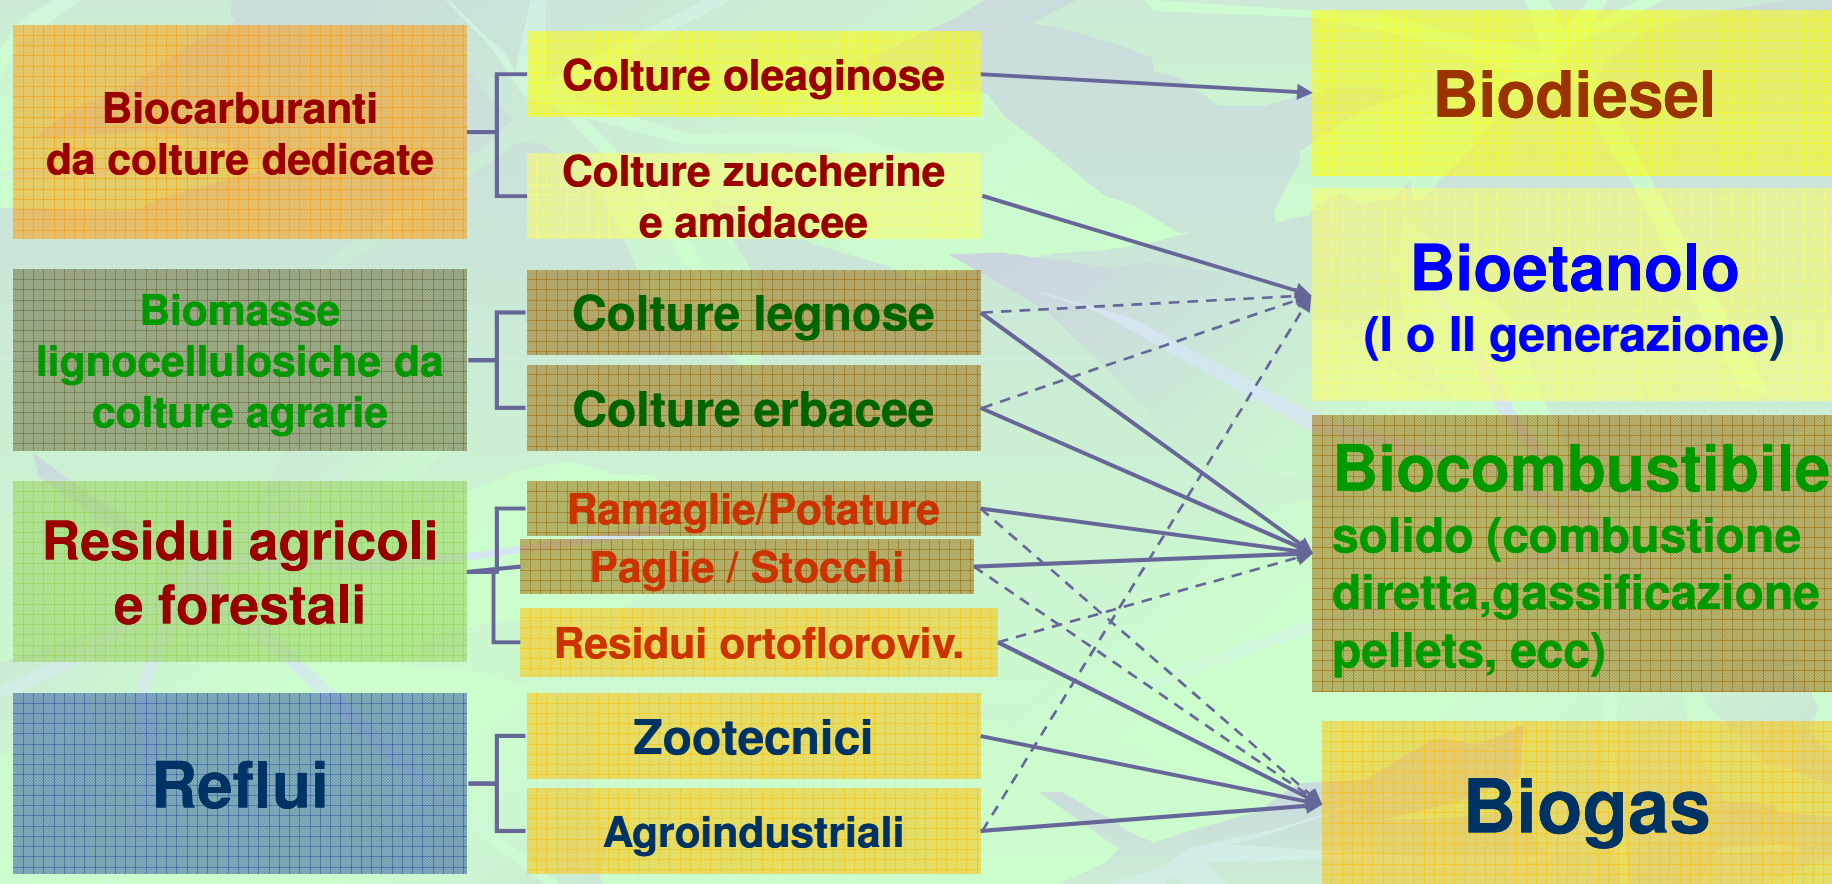 Biocarburanti
da colture dedicate
Colture oleaginose
Colture zuccherine
e amidacee
Biodiesel
Biomasse
lignocellulosiche da
colture agrarie
Colture legnose
Colture erbacee
Bioetanolo
(I o II generazione)
Residui agricoli
e forestali
Ramaglie/Potature
Paglie / Stocchi
Residui ortofloroviv.
Biocombustibile
solido (combustione
diretta,gassificazione
pellets, ecc)
Reflui
Zootecnici
Agroindustriali
Biogas